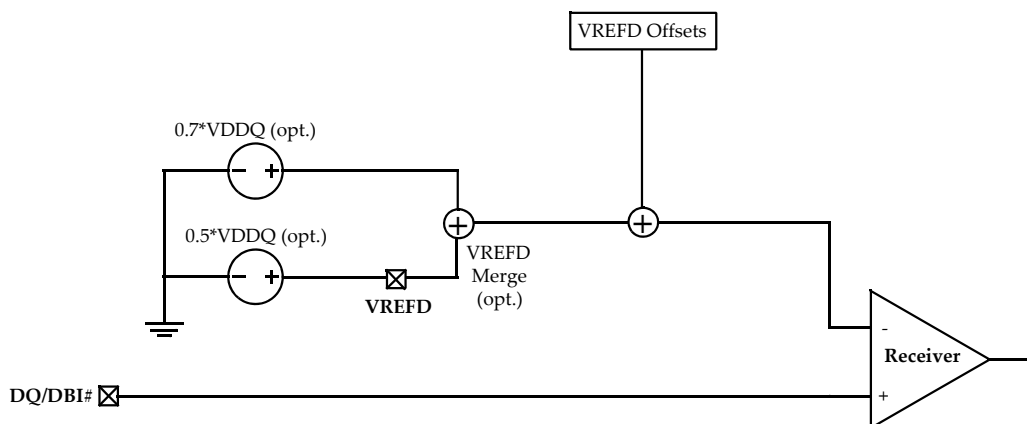 VREFD Offsets
0.7*VDDQ (opt.)
- +
+
+
0.5*VDDQ (opt.)
- +
VREFD
Merge
(opt.)
VREFD
-
Receiver
DQ/DBI#
+